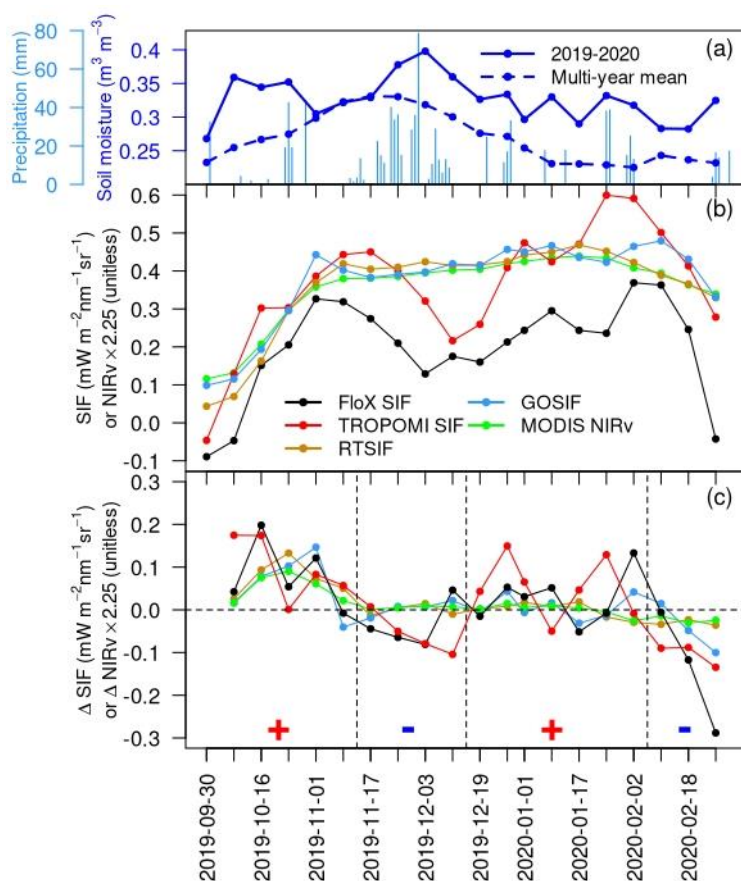 Precipitation (mm)
0 20 40 60 80
Soil moisture (m³ m⁻³)
0.25 0.3 0.35 0.4
(a)
2019-2020
Multi-year mean
SIF (mW m⁻²nm⁻¹sr⁻¹)
or NIRv × 2.25 (unitless)
0.6
0.5
0.4
0.3
0.2
0.1
0.0
-0.1
(b)
FloX SIF
TROPOMI SIF
RTSIF
GOSIF
MODIS NIRv
Δ SIF (mW m⁻²nm⁻¹sr⁻¹)
or Δ NIRv × 2.25 (unitless)
0.3
0.2
0.1
0.0
-0.1
-0.2
-0.3
(c)
+ - + -
2019-09-30
2019-10-16
2019-11-01
2019-11-17
2019-12-03
2019-12-19
2020-01-01
2020-01-17
2020-02-02
2020-02-18